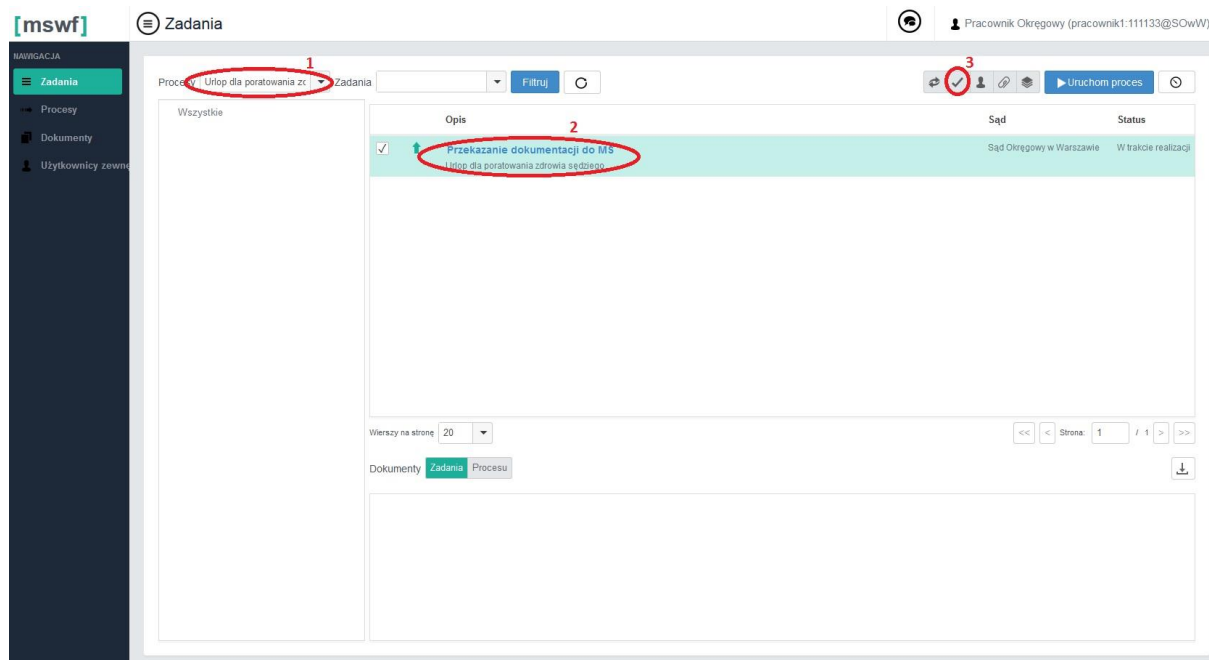 [mswf]
Zadania
Pracownik Okręgowy (pracownik1:111133@SOwW)
NAWIGACJA
Zadania
Procesy
Dokumenty
Użytkownicy zewnę
1
3
Procesy Urlop dla poratowania zc Zadania Filtruj Uruchom proces
Wszystkie
Opis Sąd Status
2
Przekazanie dokumentacji do MS Sąd Okręgowy w Warszawie W trakcie realizacji
Urlop dla poratowania zdrowia sędziego
Wierszy na stronę 20 << < Strona: 1 / 1 > >>
Dokumenty Zadania Procesu